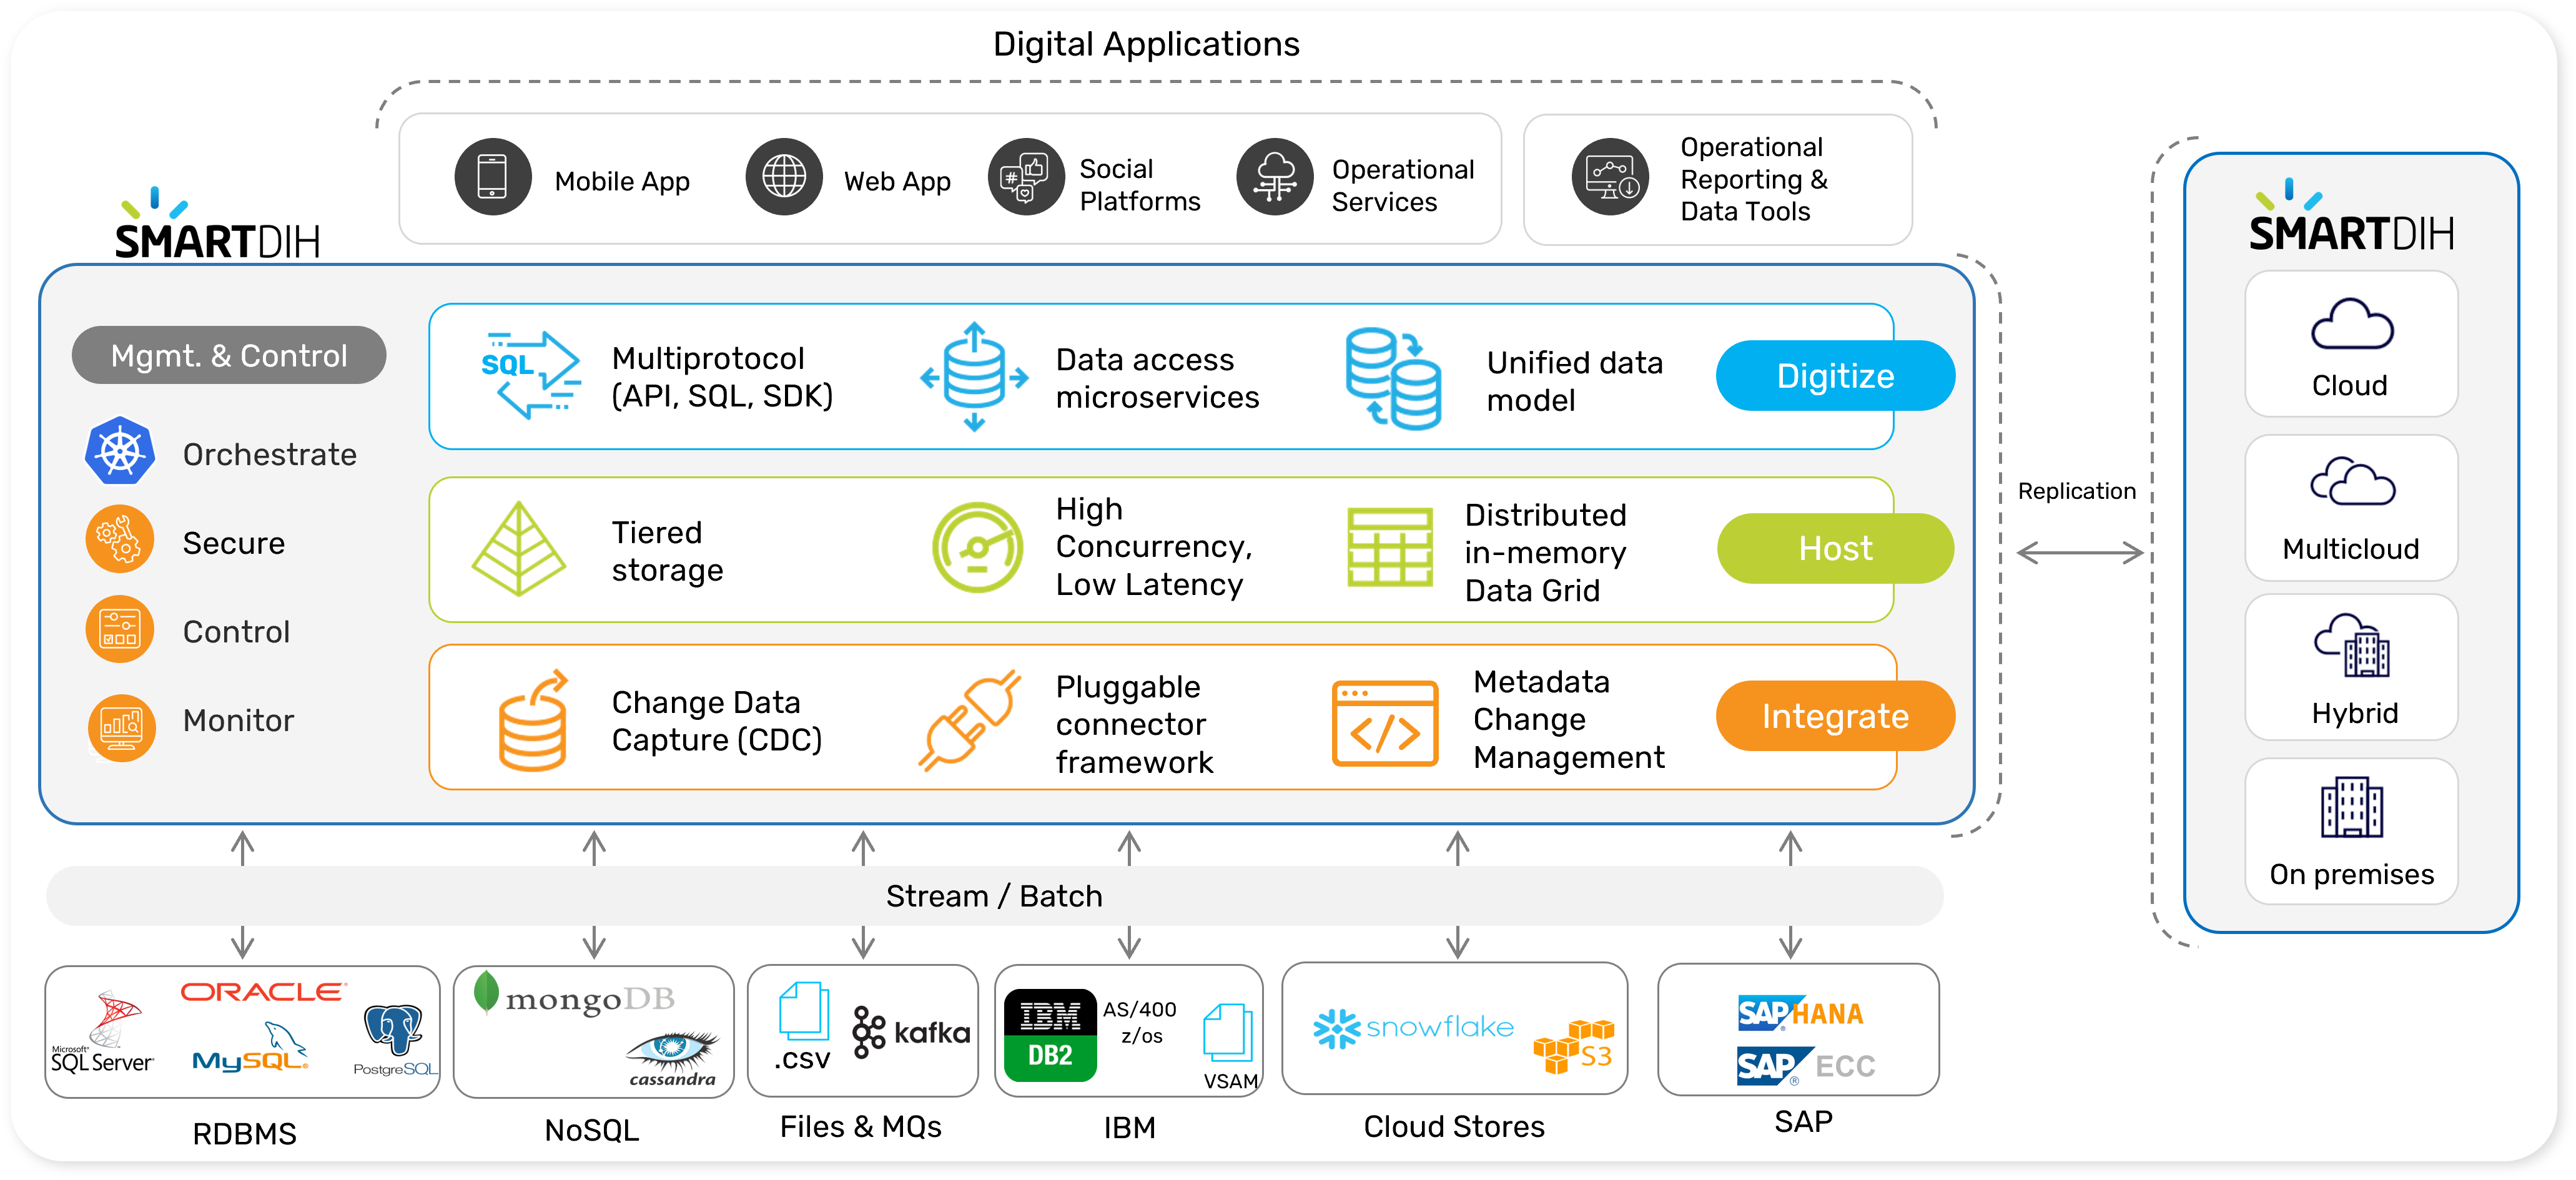 Digital Applications
Mobile App
Web App
Social
Platforms
Operational
Services
Operational
Reporting &
Data Tools
SMARTDIH
Mgmt. & Control
Orchestrate
Secure
Control
Monitor
SQL
Multiprotocol
(API, SQL, SDK)
Data access
microservices
Unified data
model
Digitize
Tiered
storage
High
Concurrency,
Low Latency
Distributed
in-memory
Data Grid
Host
Change Data
Capture (CDC)
Pluggable
connector
framework
</>
Metadata
Change
Management
Integrate
Replication
SMARTDIH
Cloud
Multicloud
Hybrid
On premises
Stream / Batch
Microsoft®
SQL Server®
ORACLE®
MySQL®
PostgreSQL
RDBMS
mongoDB
cassandra
NoSQL
.csv
kafka
Files & MQs
IBM
DB2
AS/400
z/os
VSAM
IBM
snowflake
S3
Cloud Stores
SAP HANA
SAP® ECC
SAP